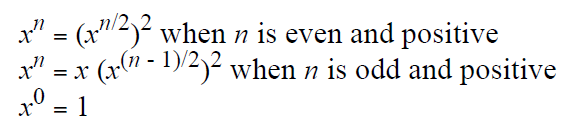 xⁿ = (x^{n/2})² when n is even and positive
xⁿ = x (x^{(n - 1)/2})² when n is odd and positive
x⁰ = 1